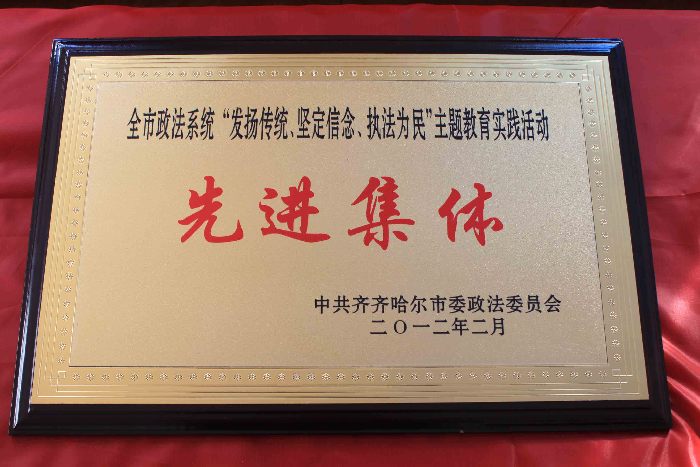 全市政法系统“发扬传统、坚定信念、执法为民”主题教育实践活动
先进集体
中共齐齐哈尔市委政法委员会
二〇一二年二月